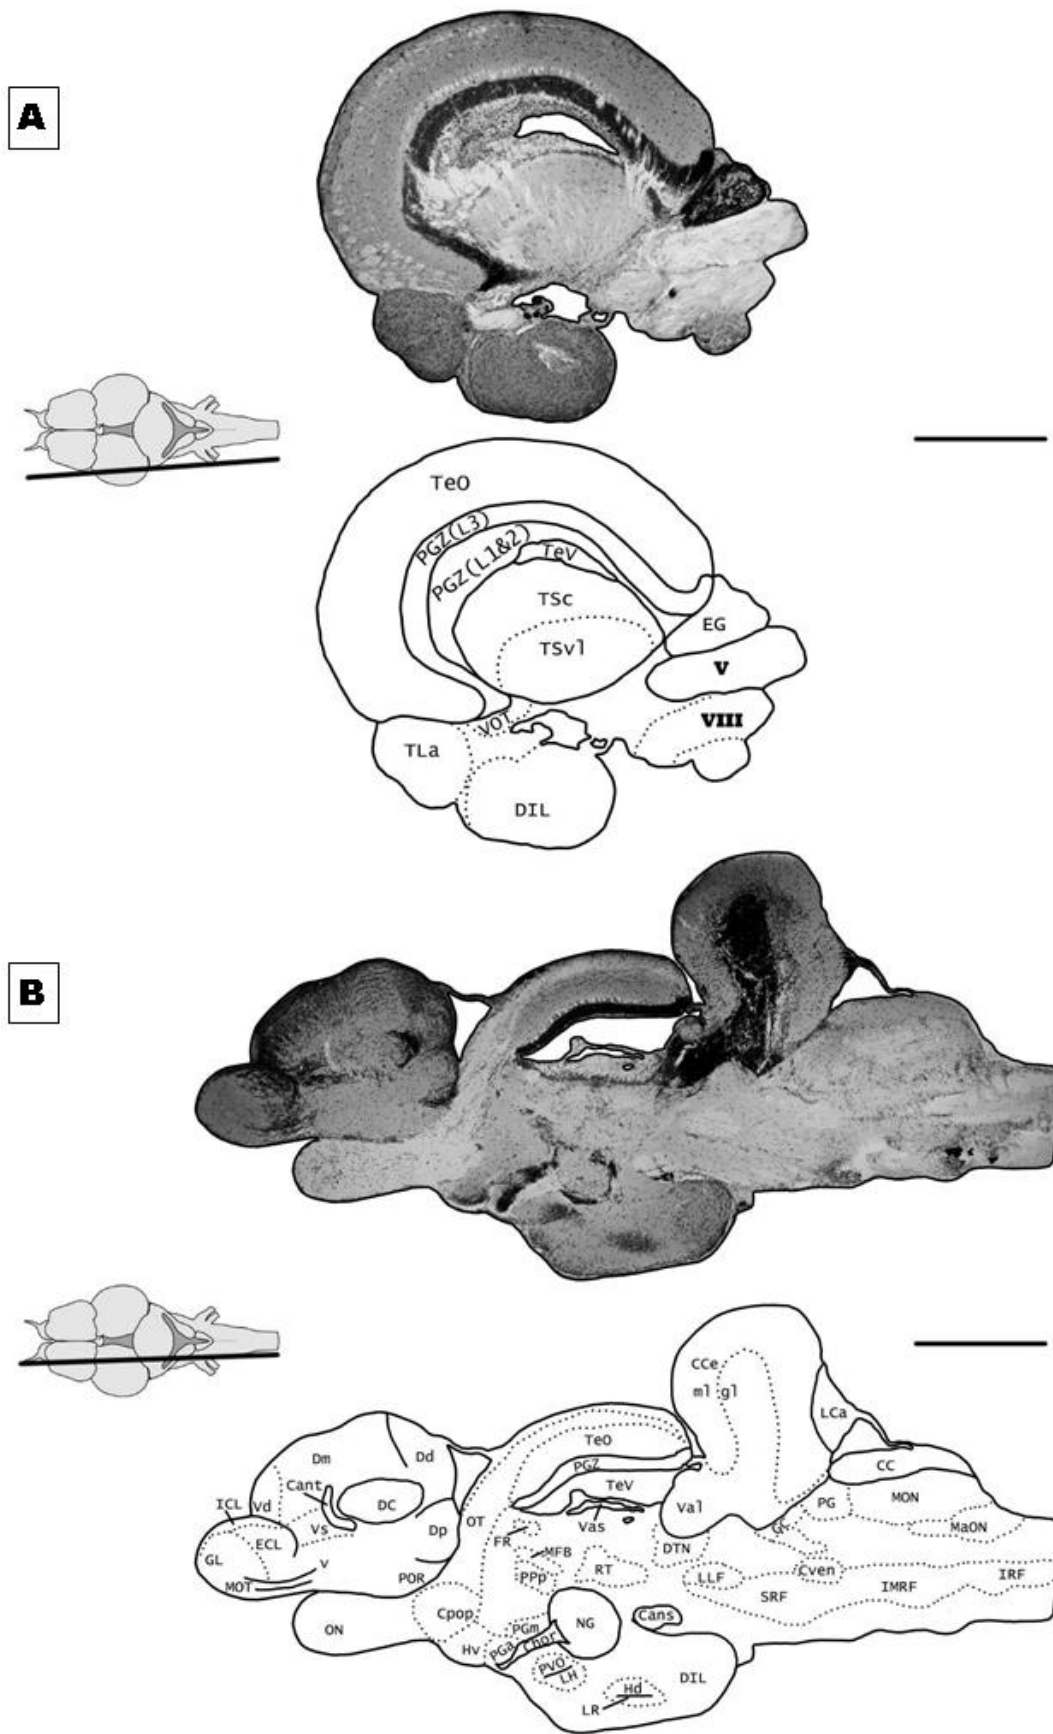 A
TeO
PGZ(L3)
PGZ(L1&2)
TeV
TSc
TSvl
EG
V
VIII
VOT
TLa
DIL
B
CCe
ml gl
LCa
TeO
Dm
Dd
PGZ
CC
Cant
TeV
DC
Val
PG
MON
ICL
Vd
OT
Vas
G
MaON
Vs
Dp
ECL
FR
DTN
GL
V
MFB
RT
Cven
IRF
MOT
POR
PPp
LLF
SRF
IMRF
Cpop
NG
Cans
ON
PGm
Hv
PGa
Chor
PVO
LH
DIL
Hd
LR